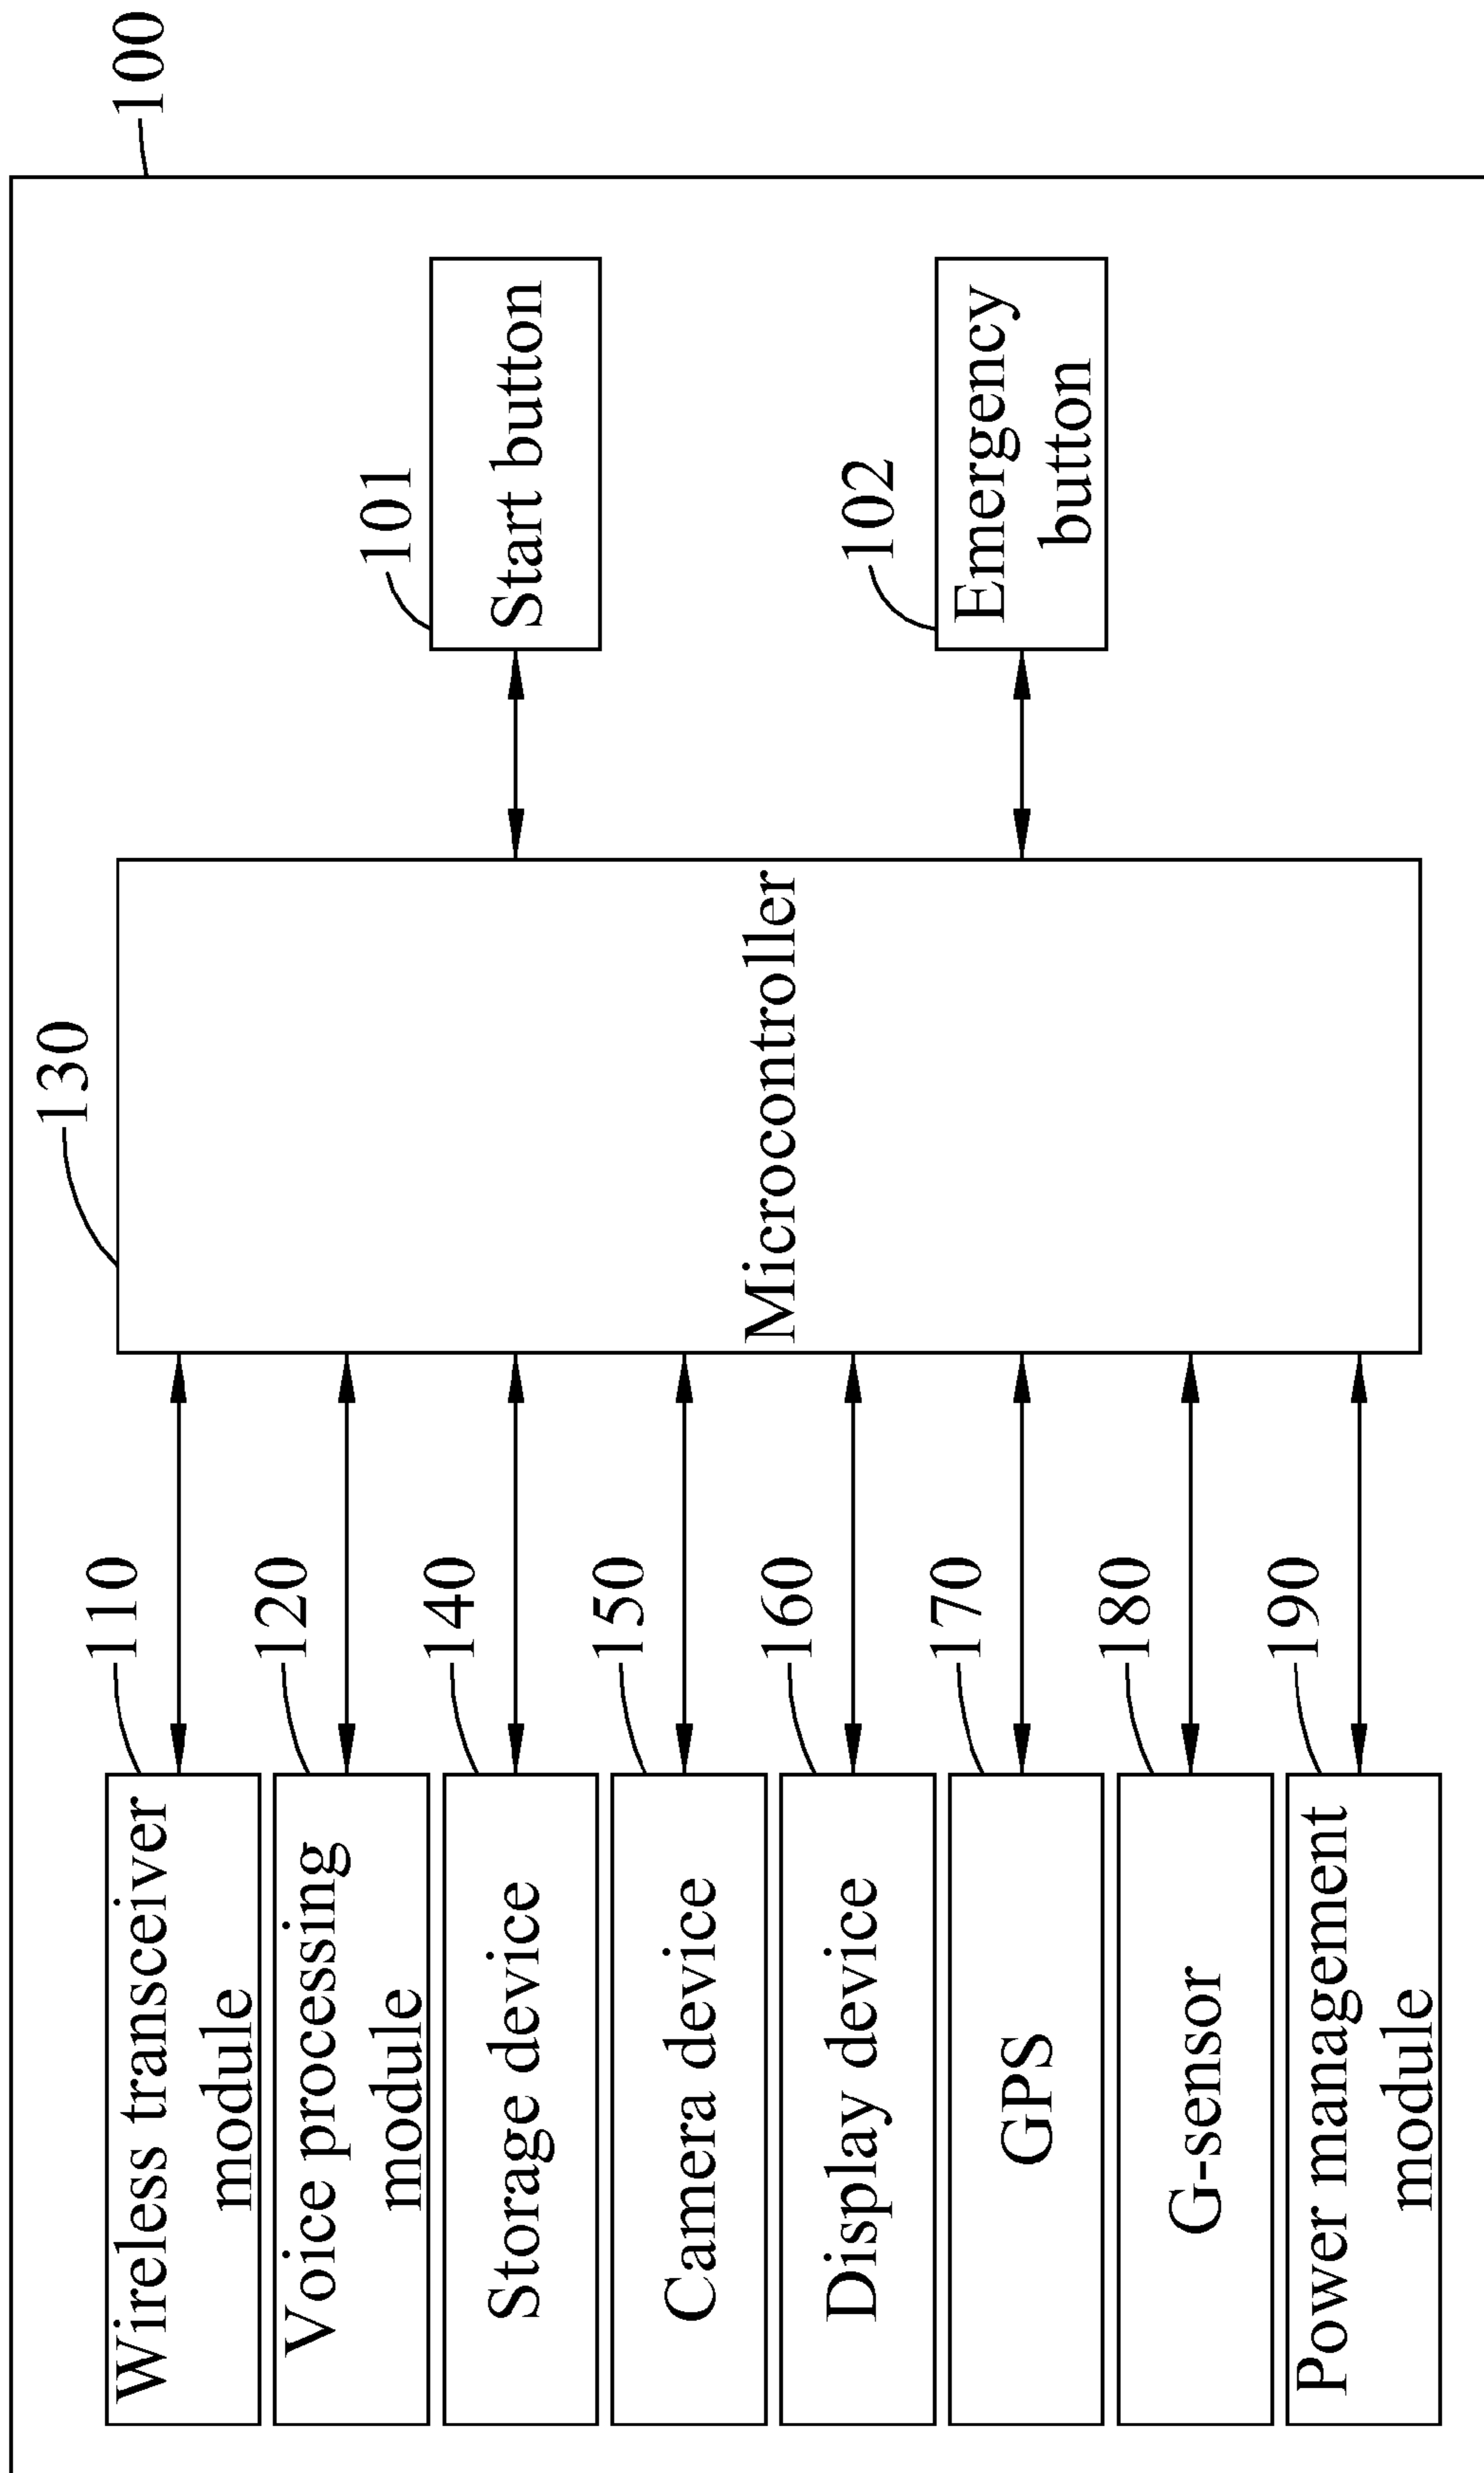 100
130
110
Wireless transceiver
module
120
Voice processing
module
140
Storage device
150
Camera device
160
Display device
170
GPS
180
G-sensor
190
Power management
module
Microcontroller
101
Start button
102
Emergency
button